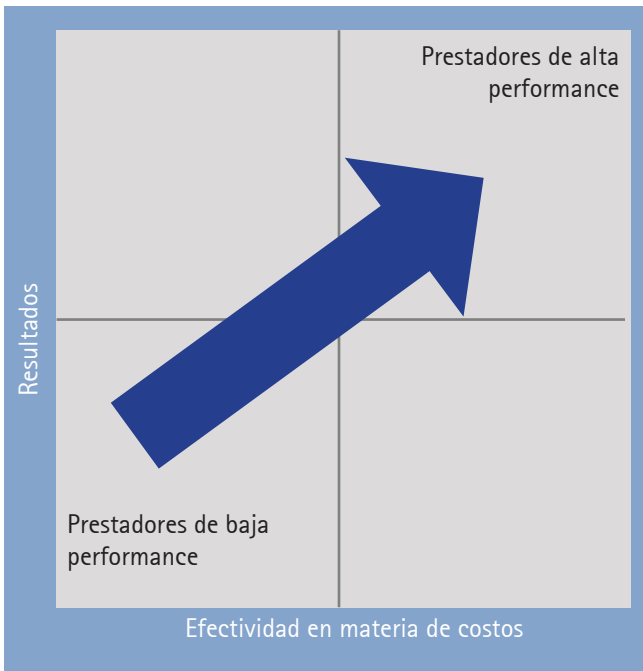 Prestadores de alta
performance
Resultados
Prestadores de baja
performance
Efectividad en materia de costos